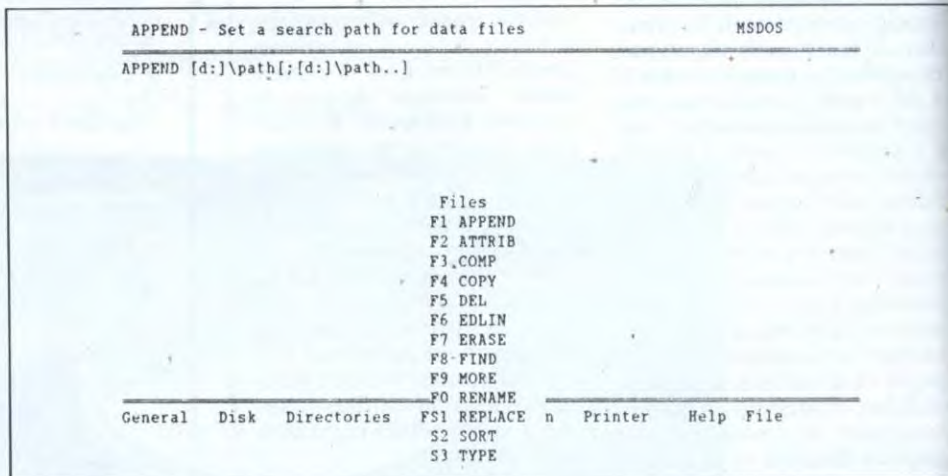 APPEND - Set a search path for data files MSDOS
APPEND [d:]\path[;[d:]\path..]
Files
F1 APPEND
F2 ATTRIB
F3 COMP
F4 COPY
F5 DEL
F6 EDLIN
F7 ERASE
F8 FIND
F9 MORE
F0 RENAME
General Disk Directories FS1 REPLACE n Printer Help File
S2 SORT
S3 TYPE